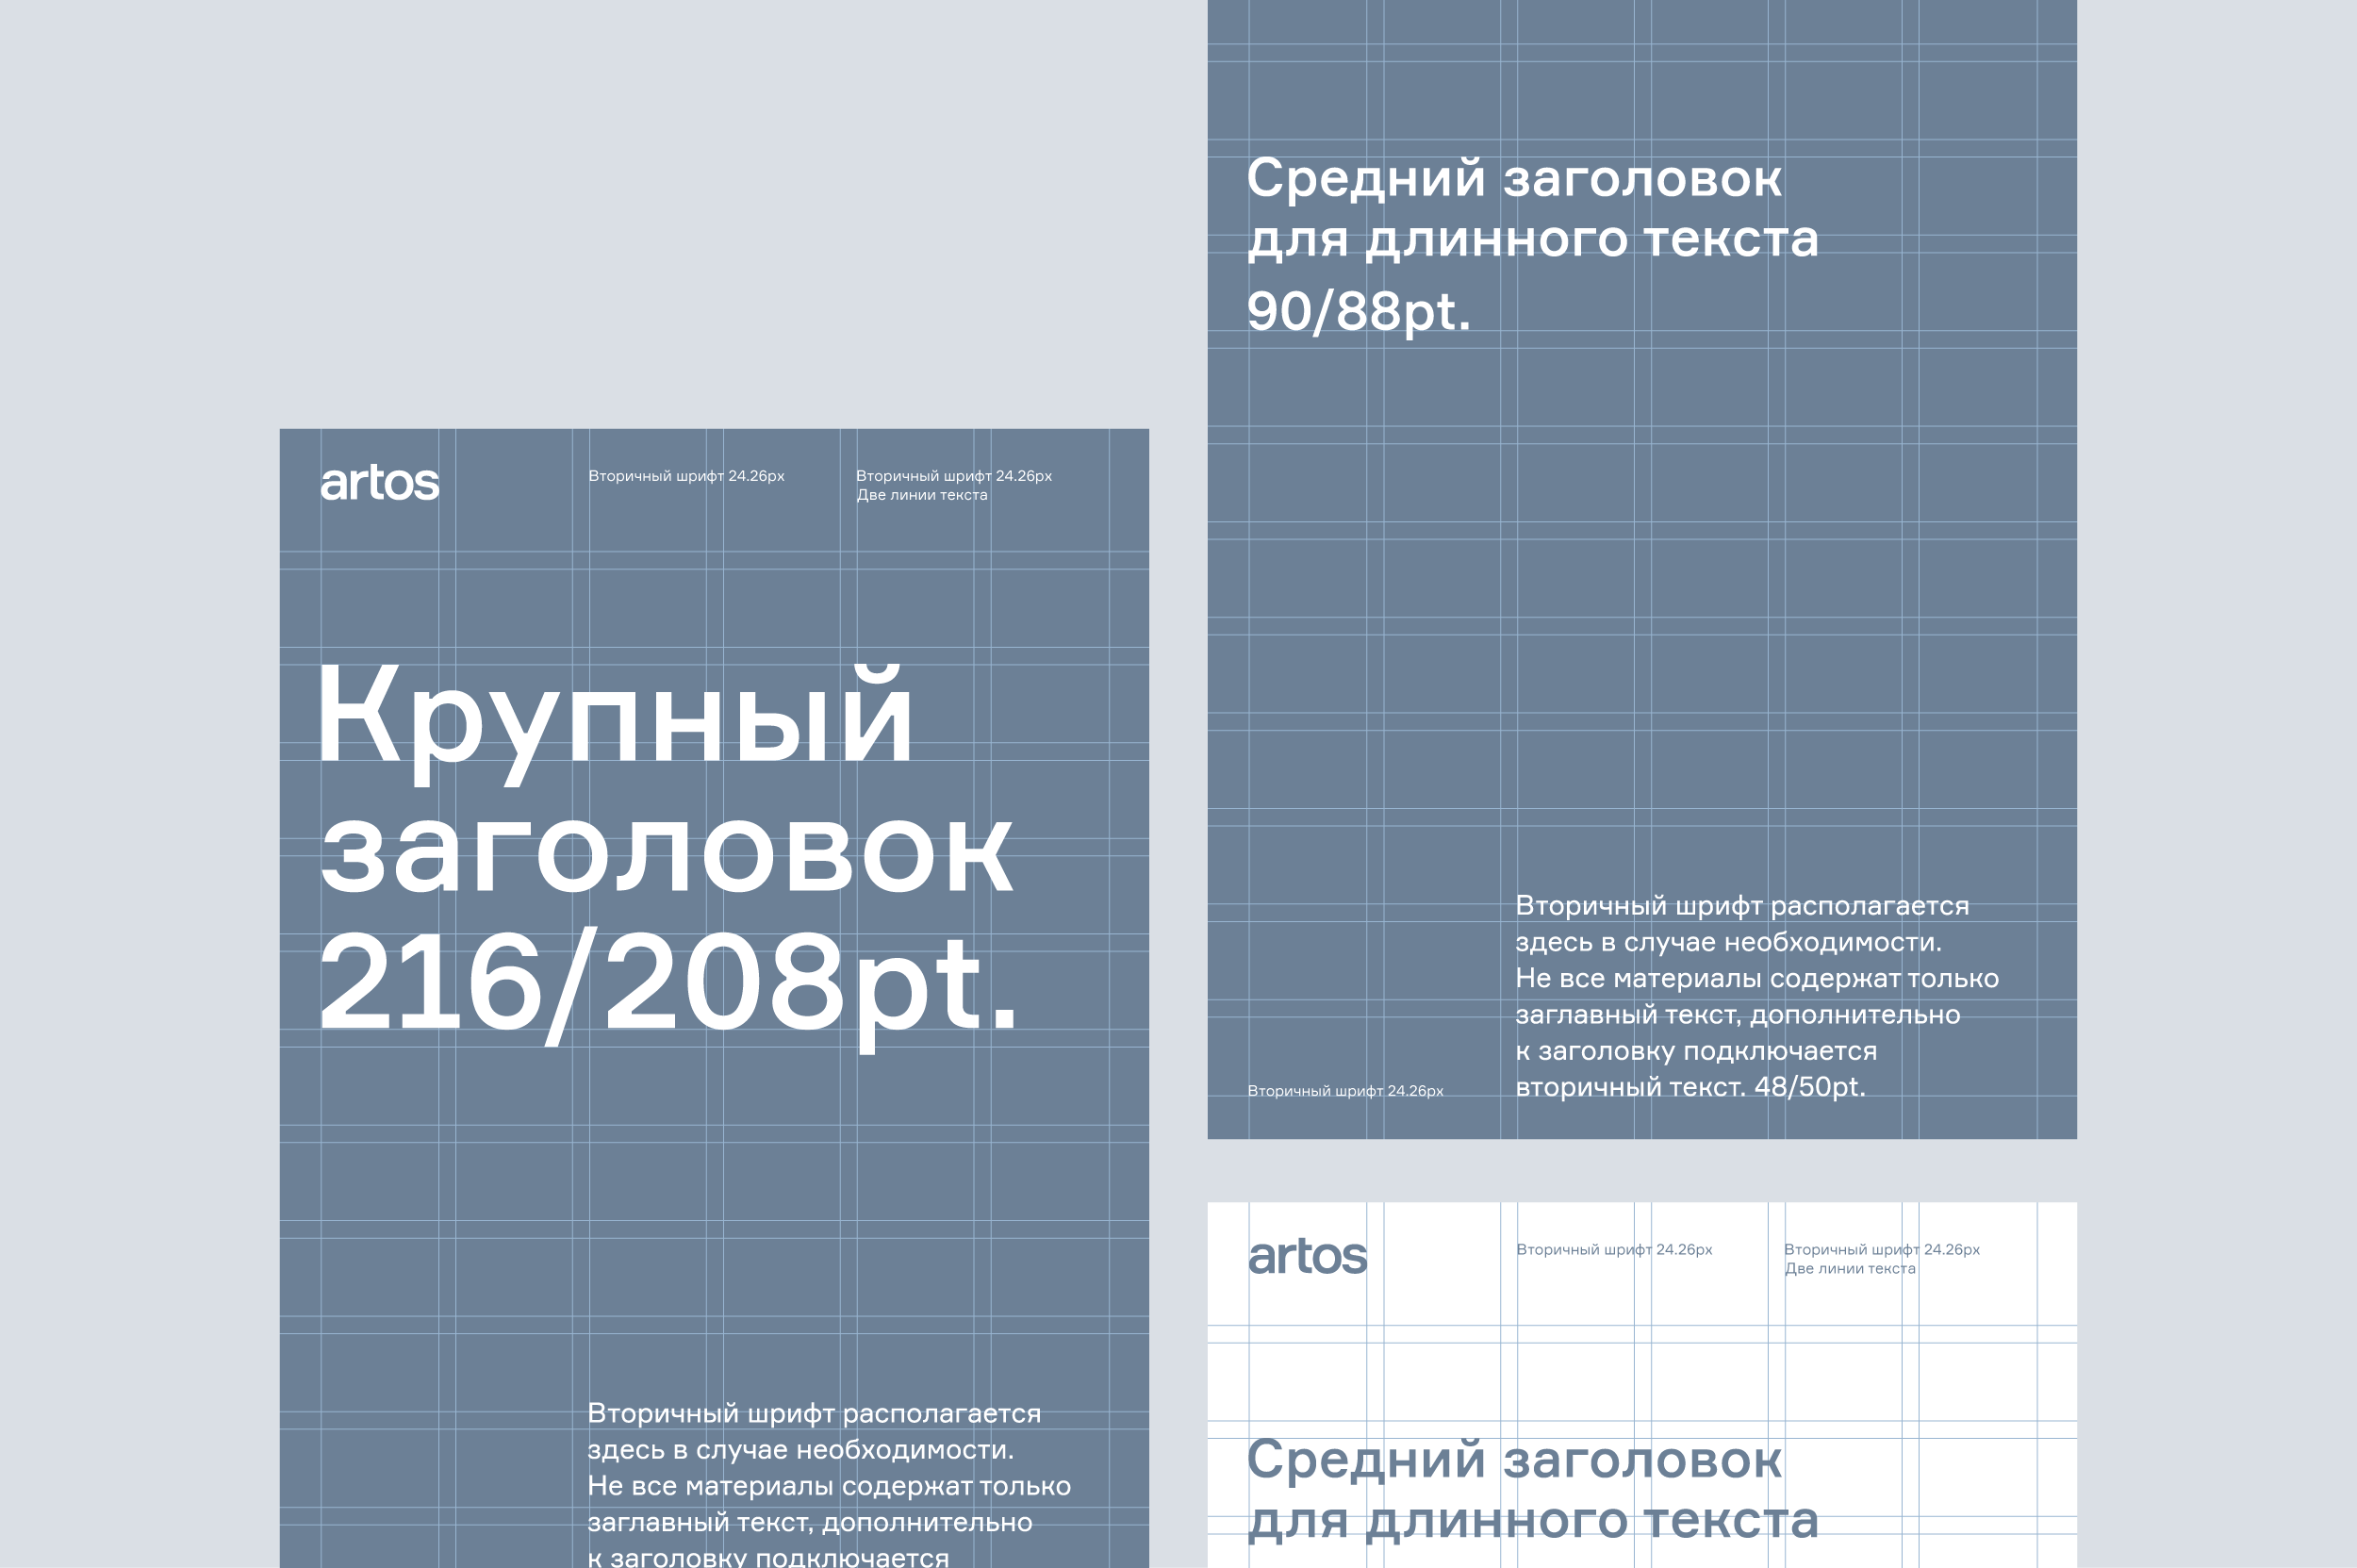 artos
Вторичный шрифт 24.26px
Вторичный шрифт 24.26px
Две линии текста
Крупный
заголовок
216/208pt.
Вторичный шрифт располагается
здесь в случае необходимости.
Не все материалы содержат только
заглавный текст, дополнительно
к заголовку подключается
Средний заголовок
для длинного текста
90/88pt.
Вторичный шрифт 24.26px
Вторичный шрифт располагается
здесь в случае необходимости.
Не все материалы содержат только
заглавный текст, дополнительно
к заголовку подключается
вторичный текст. 48/50pt.
artos
Вторичный шрифт 24.26px
Вторичный шрифт 24.26px
Две линии текста
Средний заголовок
для длинного текста